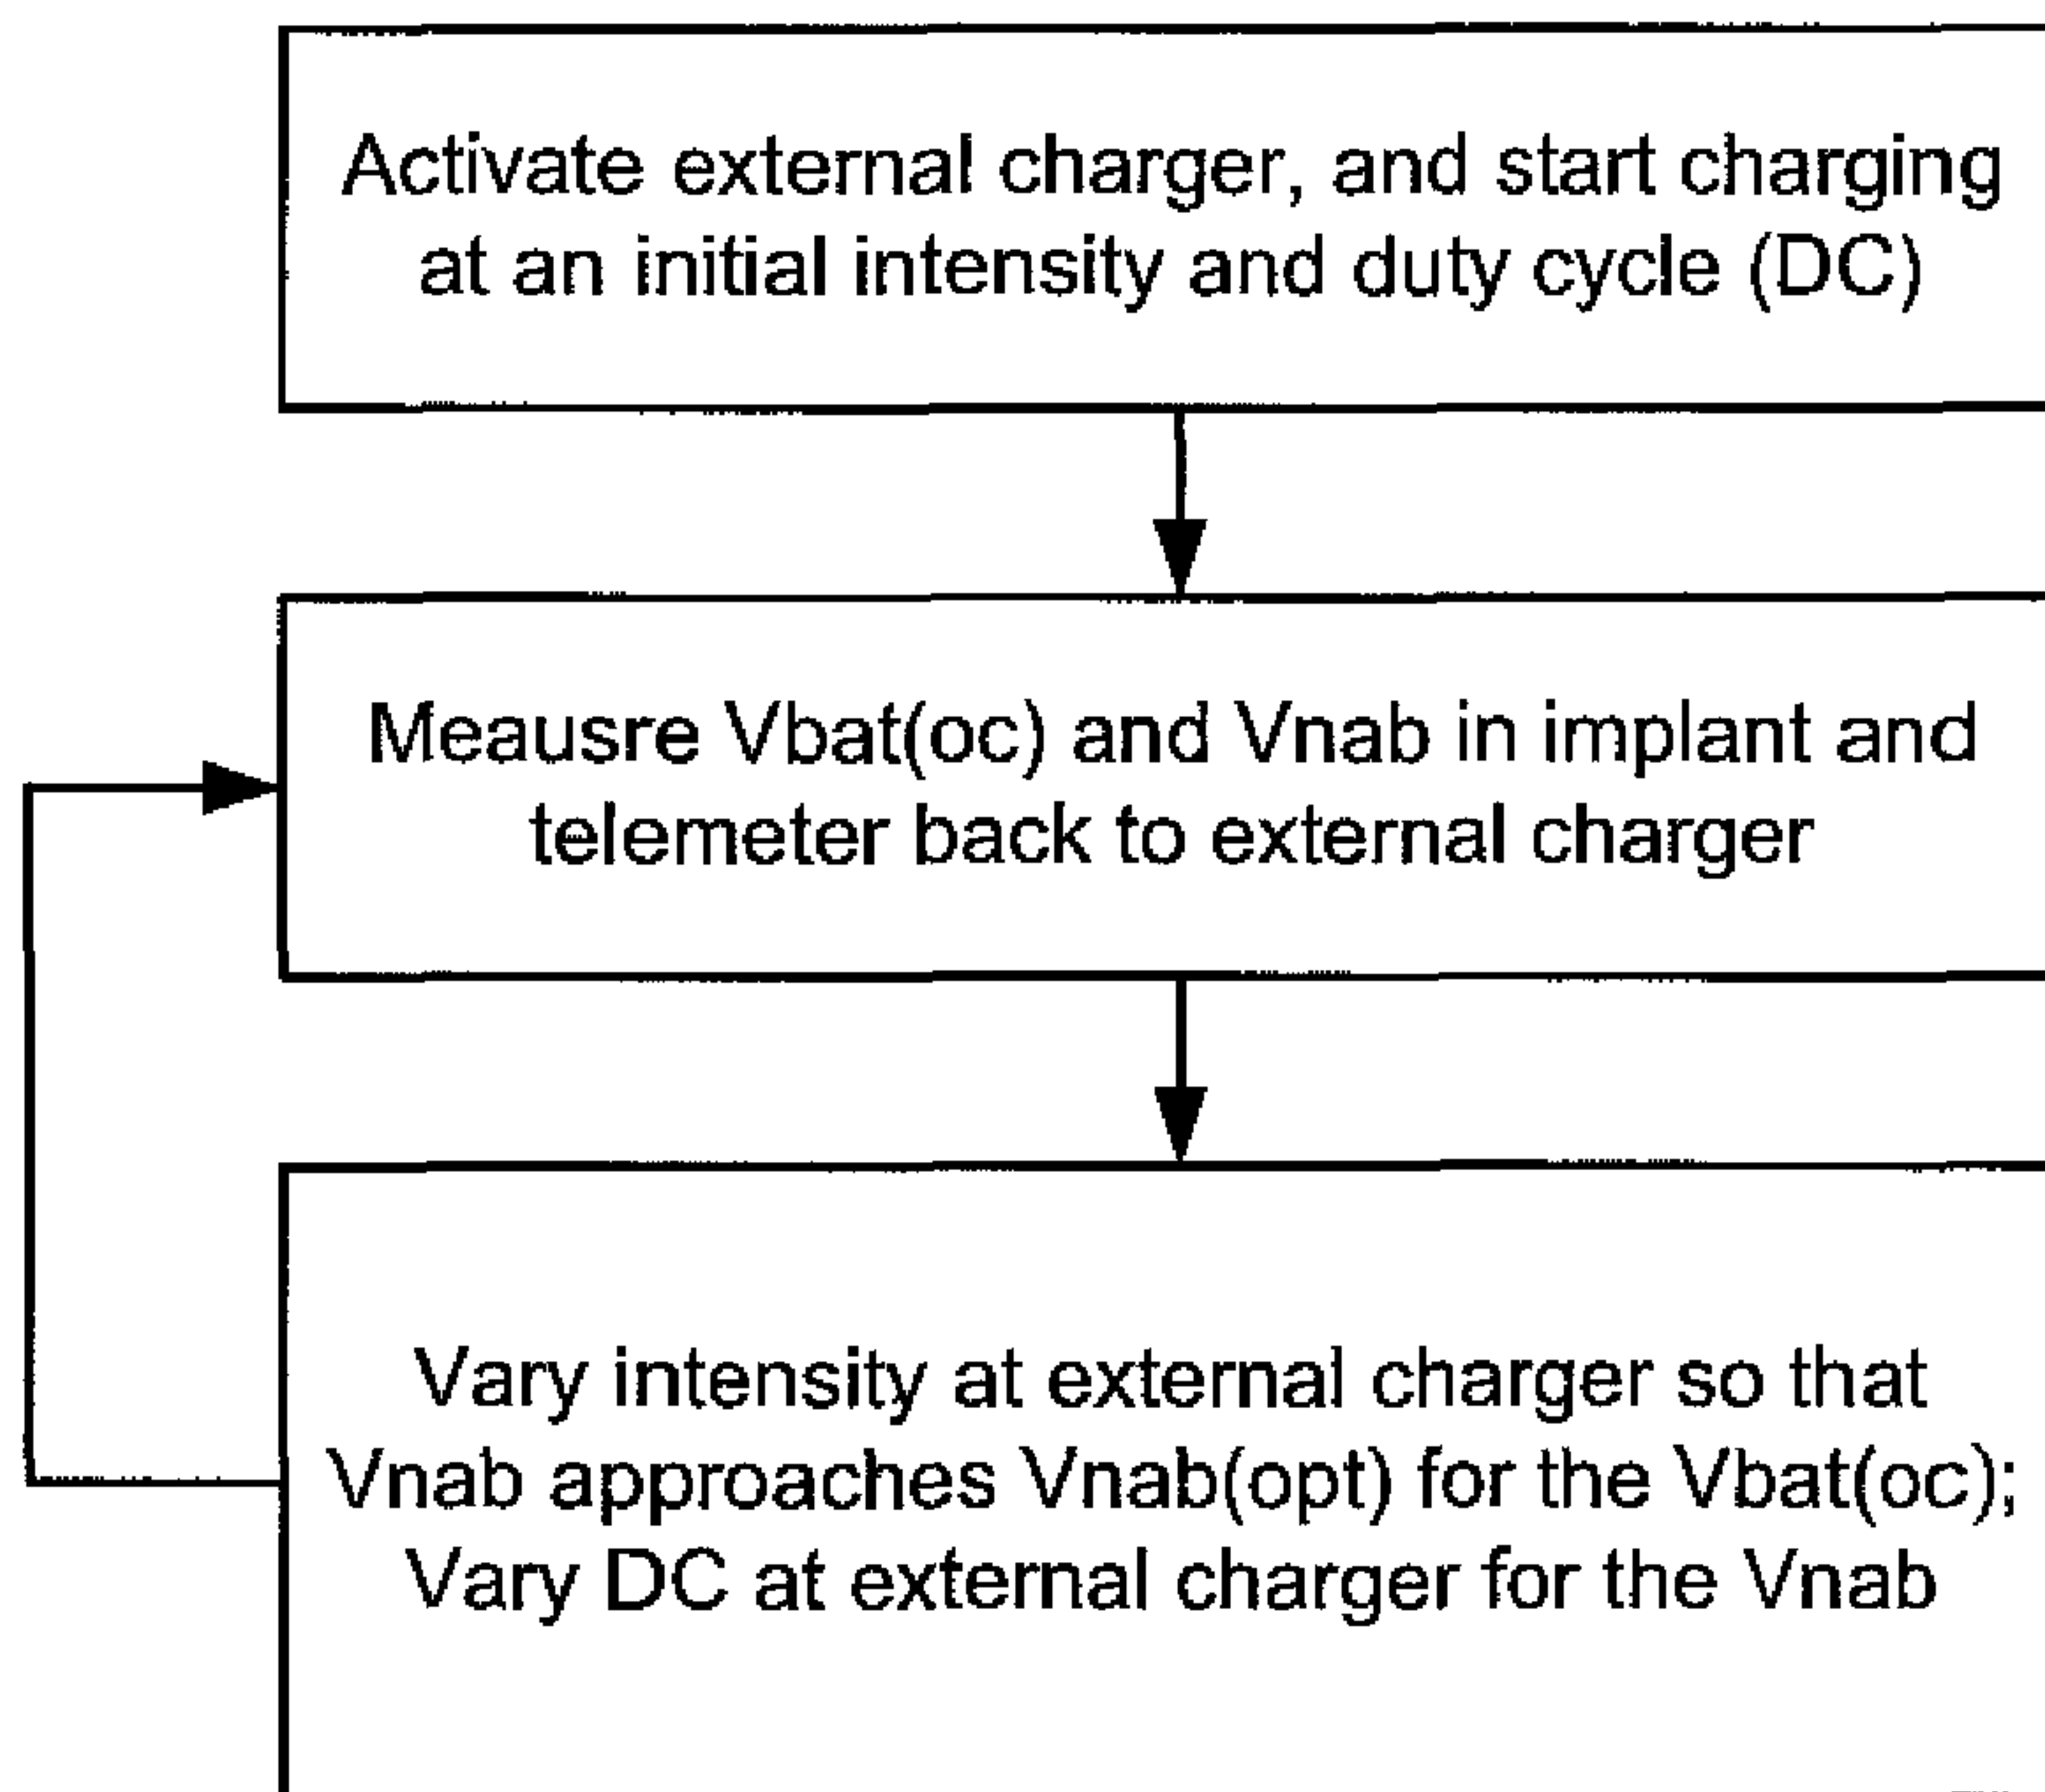 Activate external charger, and start charging
at an initial intensity and duty cycle (DC)
Meausre Vbat(oc) and Vnab in implant and
telemeter back to external charger
Vary intensity at external charger so that
Vnab approaches Vnab(opt) for the Vbat(oc);
Vary DC at external charger for the Vnab